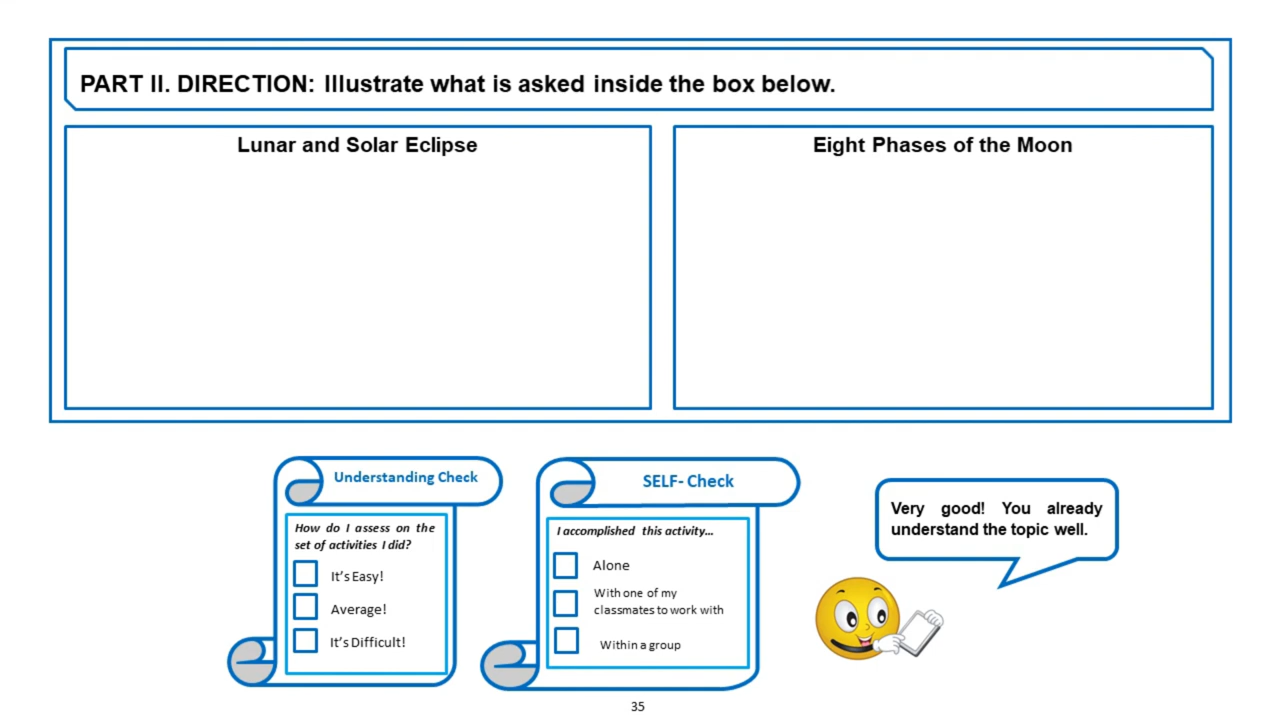 PART II. DIRECTION: Illustrate what is asked inside the box below.
Lunar and Solar Eclipse
Eight Phases of the Moon
Understanding Check
How do I assess on the
set of activities I did?
It's Easy!
Average!
It's Difficult!
SELF- Check
I accomplished this activity...
Alone
With one of my
classmates to work with
Within a group
Very good! You already
understand the topic well.
35